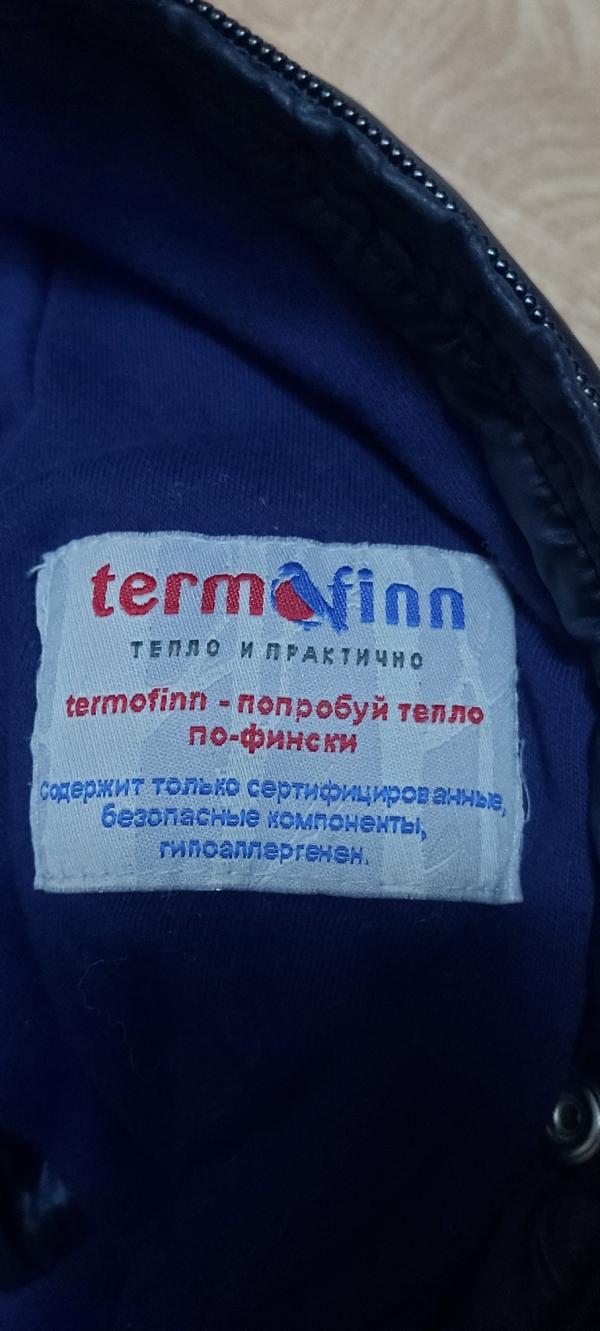 termofinn
ТЕПЛО И ПРАКТИЧНО
termofinn - попробуй тепло
по-фински
содержит только сертифицированные,
безопасные компоненты,
гипоаллергенен.